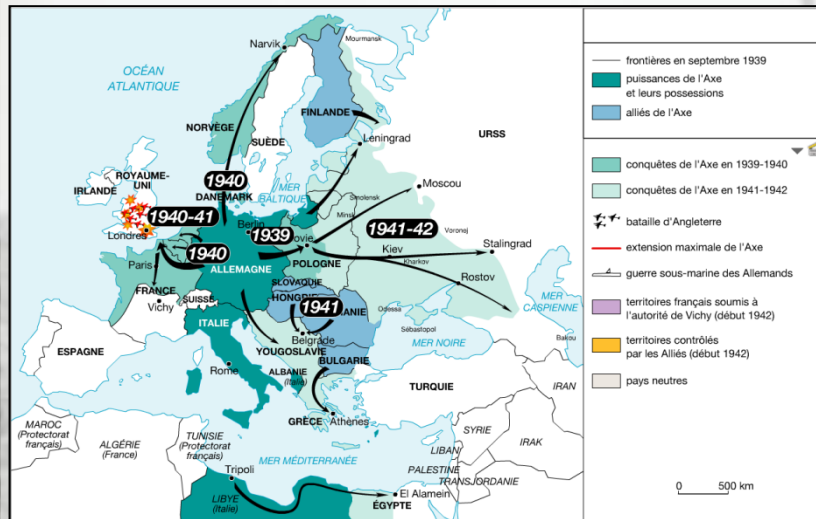 Narvik
Mourmansk
OCÉAN
ATLANTIQUE
FINLANDE
NORVÈGE
SUÈDE
Léningrad
URSS
ROYAUME-
UNI
IRLANDE
1940
DANEMARK
MER
BALTIQUE
Moscou
Smolensk
Minsk
1940-41
Londres
Berlin
1939
ovie
1941-42
Voronej
Stalingrad
1940
POLOGNE
Kiev
Kharkov
Paris
ALLEMAGNE
Rostov
SLOVAQUIE
FRANCE
SUISSE
HONGRIE
1941
MANIE
Vichy
Odessa
MER
CASPIENNE
ITALIE
Belgrade
Sébastopol
Bakou
ESPAGNE
YOUGOSLAVIE
MER NOIRE
Rome
ALBANIE
(Italie)
BULGARIE
TURQUIE
IRAN
GRÈCE
Athènes
MAROC
(Protectorat
français)
ALGÉRIE
(France)
TUNISIE
(Protectorat
français)
SYRIE
LIBAN
IRAK
MER MÉDITERRANÉE
PALESTINE
TRANSJORDANIE
Tripoli
LIBYE
(Italie)
El Alamein
ÉGYPTE
frontières en septembre 1939
puissances de l'Axe
et leurs possessions
alliés de l'Axe
conquêtes de l'Axe en 1939-1940
conquêtes de l'Axe en 1941-1942
bataille d'Angleterre
extension maximale de l'Axe
guerre sous-marine des Allemands
territoires français soumis à
l'autorité de Vichy (début 1942)
territoires contrôlés
par les Alliés (début 1942)
pays neutres
0 500 km